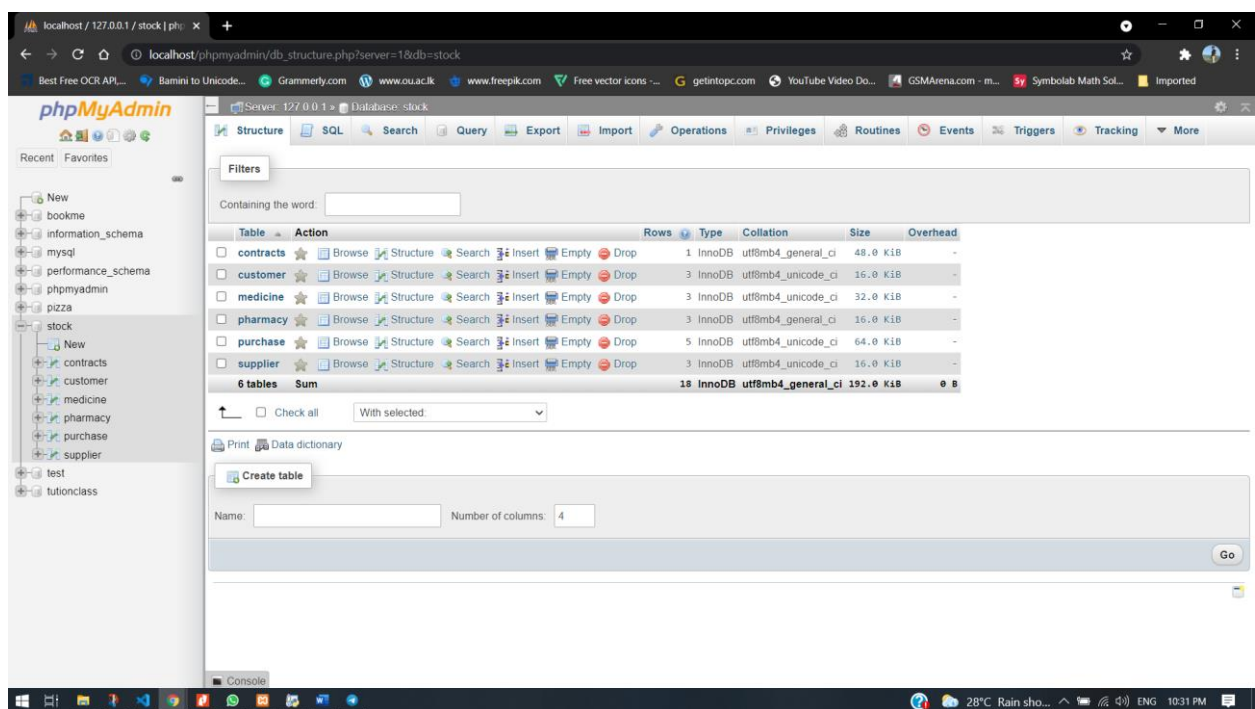 localhost / 127.0.0.1 / stock | php
localhost/phpmyadmin/db_structure.php?server=1&db=stock
Best Free OCR API,... Bamini to Unicode... Grammerly.com www.ou.ac.lk www.freepik.com Free vector icons -... getintopc.com YouTube Video Do... GSMArena.com - m... Symbolab Math Sol... Imported
phpMyAdmin
Recent Favorites
New
bookme
information_schema
mysql
performance_schema
phpmyadmin
pizza
stock
New
contracts
customer
medicine
pharmacy
purchase
supplier
test
tutionclass
Server: 127.0.0.1 » Database: stock
Structure SQL Search Query Export Import Operations Privileges Routines Events Triggers Tracking More
Filters
Containing the word:
Table Action Rows Type Collation Size Overhead
contracts Browse Structure Search Insert Empty Drop 1 InnoDB utf8mb4_general_ci 48.0 KiB -
customer Browse Structure Search Insert Empty Drop 3 InnoDB utf8mb4_unicode_ci 16.0 KiB -
medicine Browse Structure Search Insert Empty Drop 3 InnoDB utf8mb4_unicode_ci 32.0 KiB -
pharmacy Browse Structure Search Insert Empty Drop 3 InnoDB utf8mb4_general_ci 16.0 KiB -
purchase Browse Structure Search Insert Empty Drop 5 InnoDB utf8mb4_unicode_ci 64.0 KiB -
supplier Browse Structure Search Insert Empty Drop 3 InnoDB utf8mb4_unicode_ci 16.0 KiB -
6 tables Sum 18 InnoDB utf8mb4_general_ci 192.0 KiB 0 B
Check all With selected:
Print Data dictionary
Create table
Name: Number of columns: 4
Go
Console
28°C Rain sho... ENG 10:31 PM